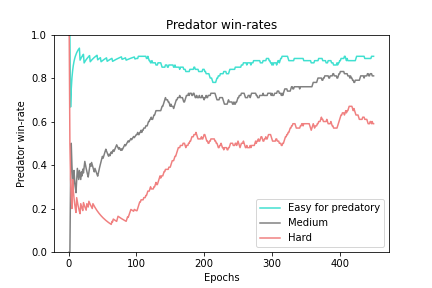 Predator win-rates
Predator win-rate
1.0
0.8
0.6
0.4
0.2
0.0
Easy for predatory
Medium
Hard
0 100 200 300 400
Epochs